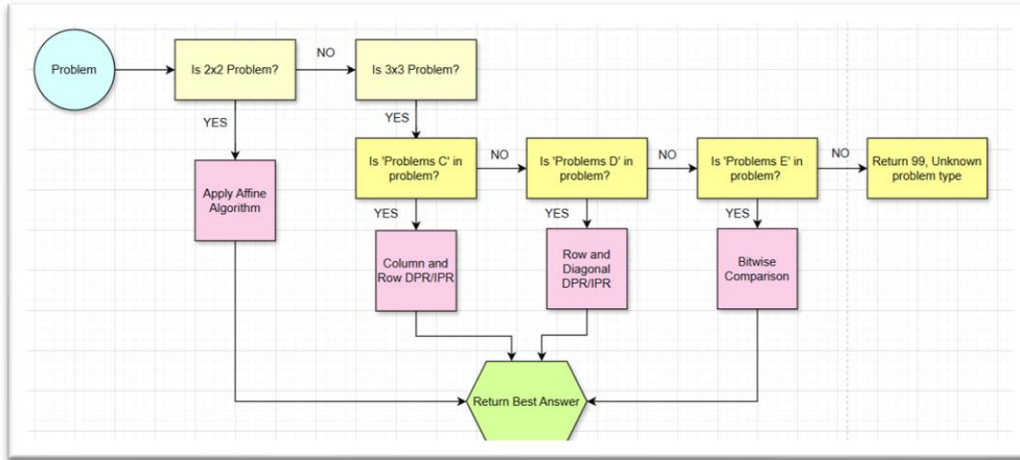 Problem
Is 2x2 Problem?
NO
Is 3x3 Problem?
YES
YES
Is 'Problems C' in
problem?
NO
Is 'Problems D' in
problem?
NO
Is 'Problems E' in
problem?
NO
Return 99, Unknown
problem type
Apply Affine
Algorithm
YES
YES
YES
Column and
Row DPR/IPR
Row and
Diagonal
DPR/IPR
Bitwise
Comparison
Return Best Answer